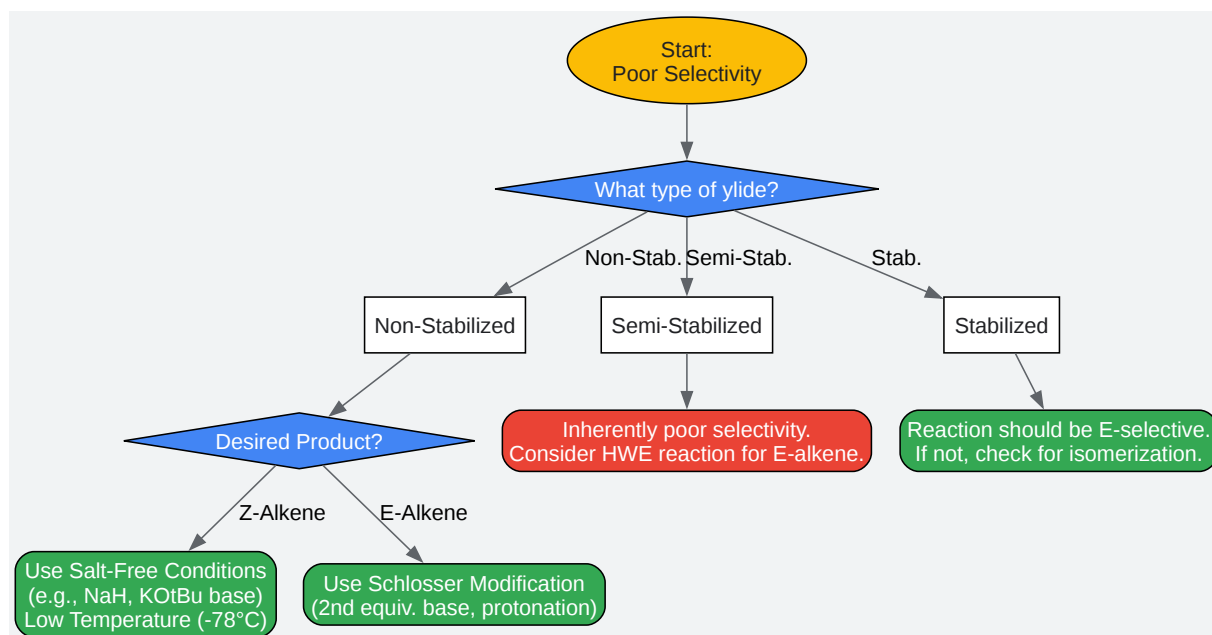 Start:
Poor Selectivity
What type of ylide?
Non-Stab.
Semi-Stab.
Stab.
Non-Stabilized
Semi-Stabilized
Stabilized
Desired Product?
Inherently poor selectivity.
Consider HWE reaction for E-alkene.
Reaction should be E-selective.
If not, check for isomerization.
Z-Alkene
E-Alkene
Use Salt-Free Conditions
(e.g., NaH, KOtBu base)
Low Temperature (-78°C)
Use Schlosser Modification
(2nd equiv. base, protonation)